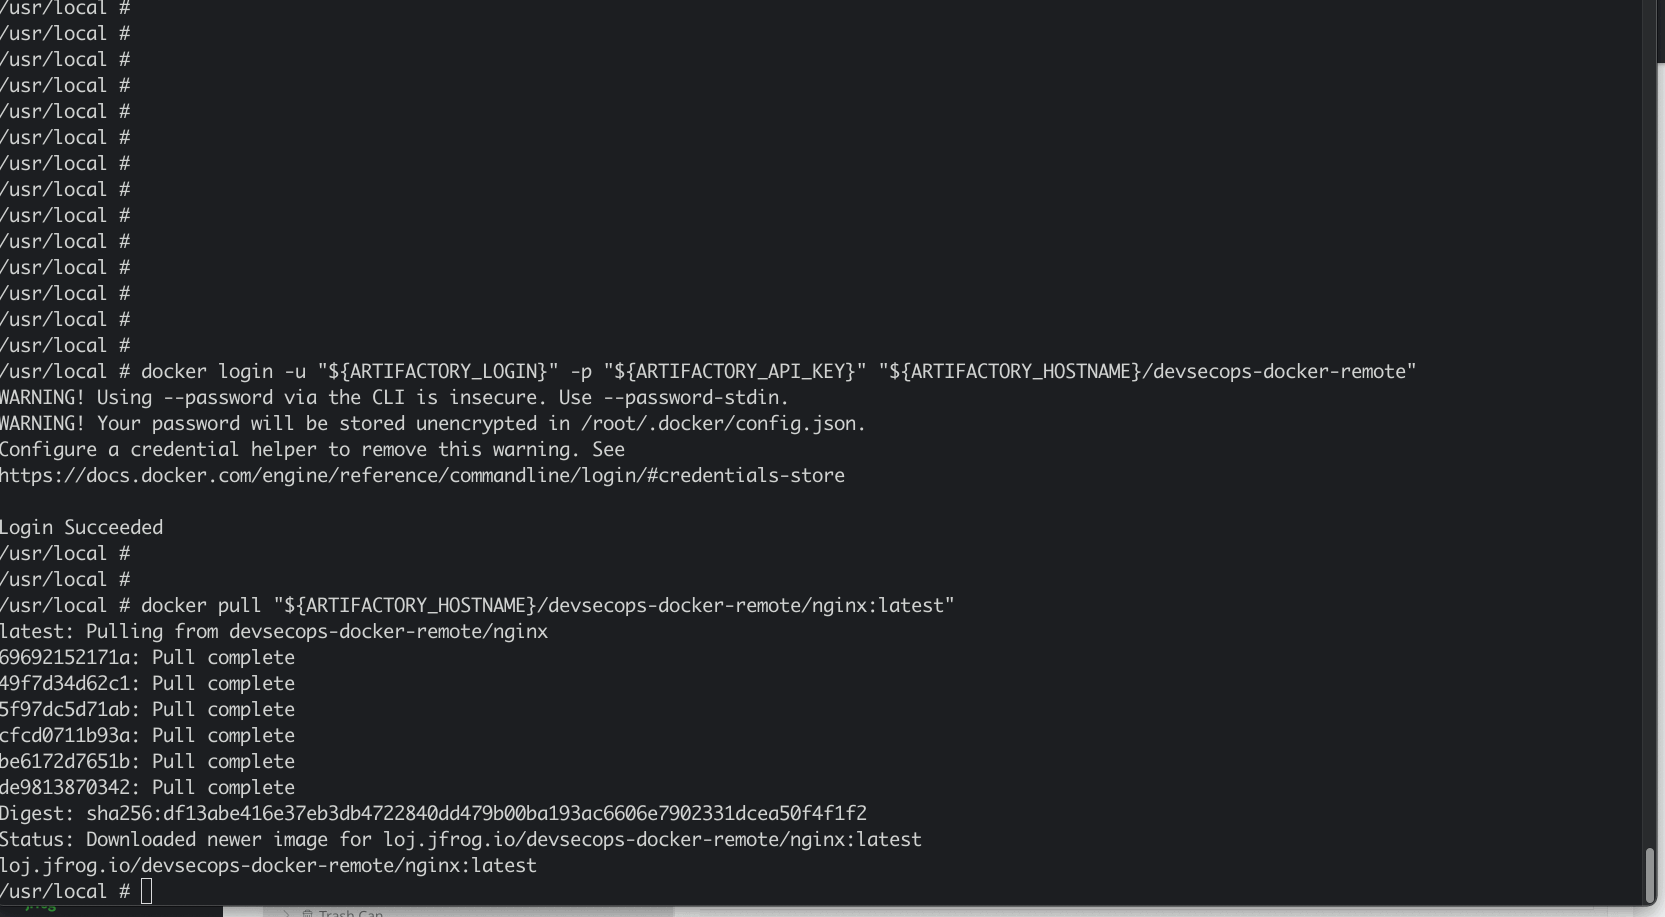 /usr/local #
/usr/local #
/usr/local #
/usr/local #
/usr/local #
/usr/local #
/usr/local #
/usr/local #
/usr/local #
/usr/local #
/usr/local #
/usr/local #
/usr/local #
/usr/local #
/usr/local # docker login -u "${ARTIFACTORY_LOGIN}" -p "${ARTIFACTORY_API_KEY}" "${ARTIFACTORY_HOSTNAME}/devsecops-docker-remote"
WARNING! Using --password via the CLI is insecure. Use --password-stdin.
WARNING! Your password will be stored unencrypted in /root/.docker/config.json.
Configure a credential helper to remove this warning. See
https://docs.docker.com/engine/reference/commandline/login/#credentials-store
Login Succeeded
/usr/local #
/usr/local #
/usr/local # docker pull "${ARTIFACTORY_HOSTNAME}/devsecops-docker-remote/nginx:latest"
latest: Pulling from devsecops-docker-remote/nginx
69692152171a: Pull complete
49f7d34d62c1: Pull complete
5f97dc5d71ab: Pull complete
cfcd0711b93a: Pull complete
be6172d7651b: Pull complete
de9813870342: Pull complete
Digest: sha256:df13abe416e37eb3db4722840dd479b00ba193ac6606e7902331dcea50f4f1f2
Status: Downloaded newer image for loj.jfrog.io/devsecops-docker-remote/nginx:latest
loj.jfrog.io/devsecops-docker-remote/nginx:latest
/usr/local #
Trash Can